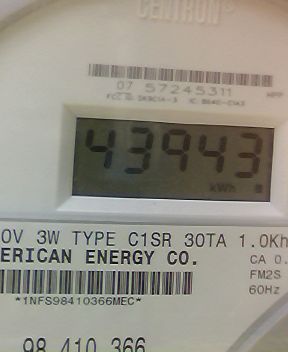 CENTRON®
07 57245311
43943
kWh
0V 3W TYPE C1SR 30TA 1.0Kh
ERICAN ENERGY CO.
CA 0.
FM2S
60Hz
*1NFS98410366MEC*
98 410 366